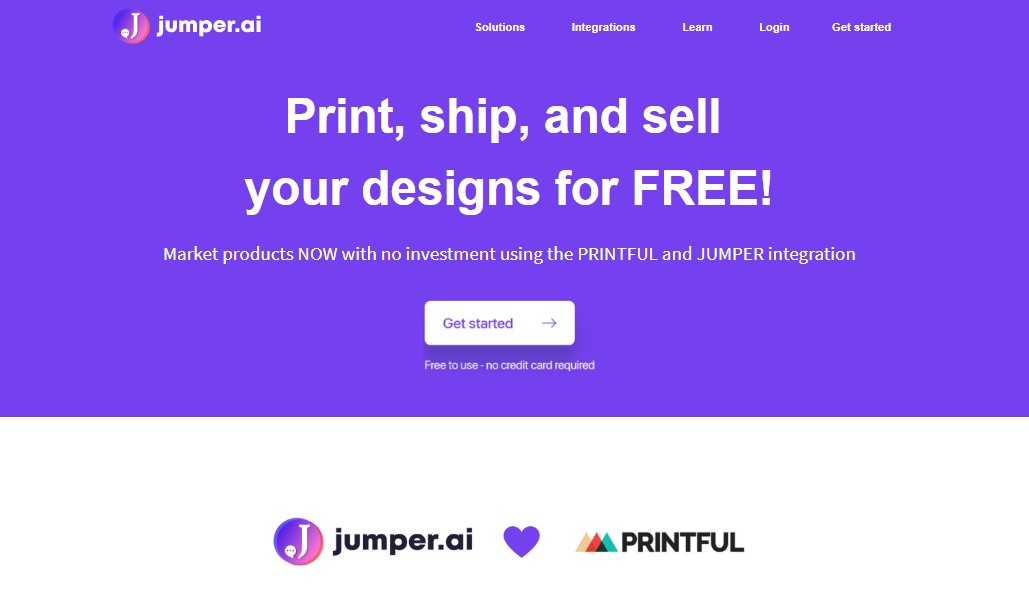 jumper.ai
Solutions Integrations Learn Login Get started
Print, ship, and sell
your designs for FREE!
Market products NOW with no investment using the PRINTFUL and JUMPER integration
Get started
Free to use - no credit card required
jumper.ai PRINTFUL